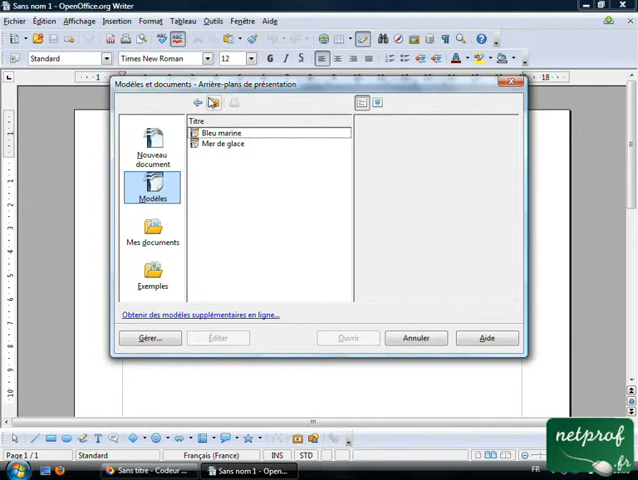 Sans nom 1 - OpenOffice.org Writer
Fichier Édition Affichage Insertion Format Tableau Outils Fenêtre Aide
Standard Times New Roman 12
G I S
1 18
Modèles et documents - Arrière-plans de présentation
Titre
Bleu marine
Mer de glace
Nouveau
document
Modèles
Mes documents
Exemples
Obtenir des modèles supplémentaires en ligne...
Gérer... Éditer Ouvrir Annuler Aide
Page 1 / 1 Standard Français (France) INS STD
Sans titre - Codeur ... Sans nom 1 - Open... FR
netprof
.fr